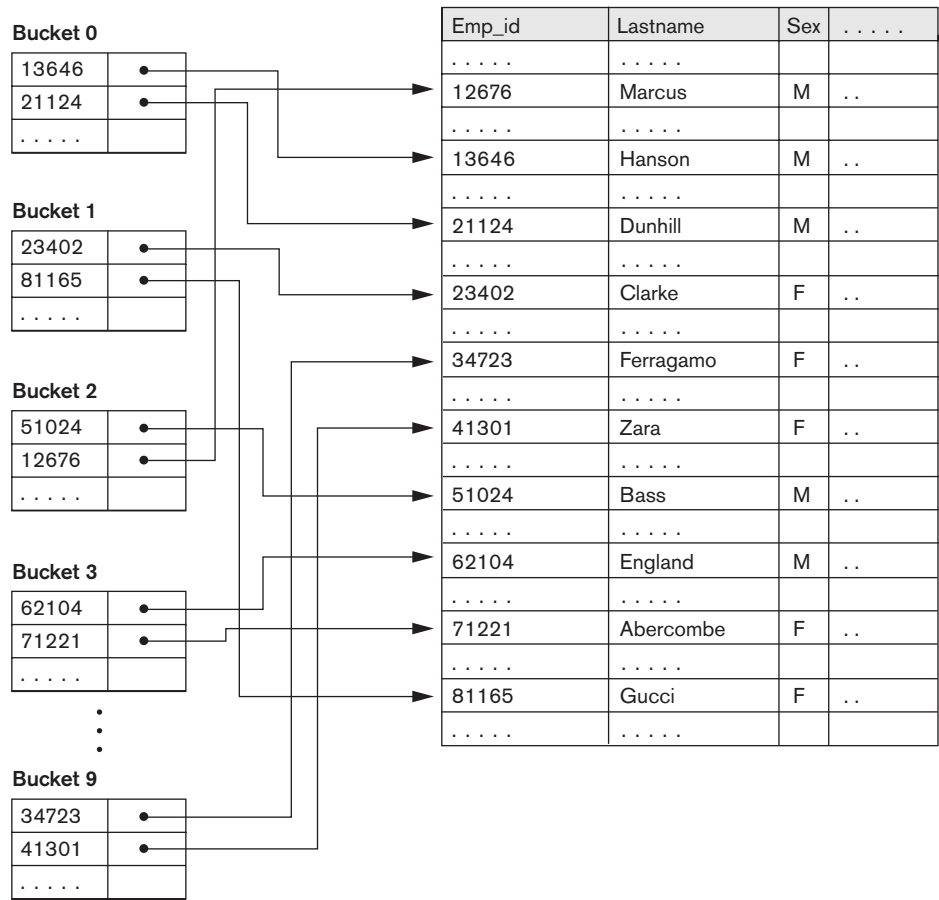 Bucket 0
13646
21124
. . . . .
Bucket 1
23402
81165
. . . . .
Bucket 2
51024
12676
. . . . .
Bucket 3
62104
71221
. . . . .
Bucket 9
34723
41301
. . . . .
Emp_id Lastname Sex . . . . .
. . . . . . . . . .
12676 Marcus M . .
. . . . . . . . . .
13646 Hanson M . .
. . . . . . . . . .
21124 Dunhill M . .
. . . . . . . . . .
23402 Clarke F . .
. . . . . . . . . .
34723 Ferragamo F . .
. . . . . . . . . .
41301 Zara F . .
. . . . . . . . . .
51024 Bass M . .
. . . . . . . . . .
62104 England M . .
. . . . . . . . . .
71221 Abercombe F . .
. . . . . . . . . .
81165 Gucci F . .
. . . . . . . . . .